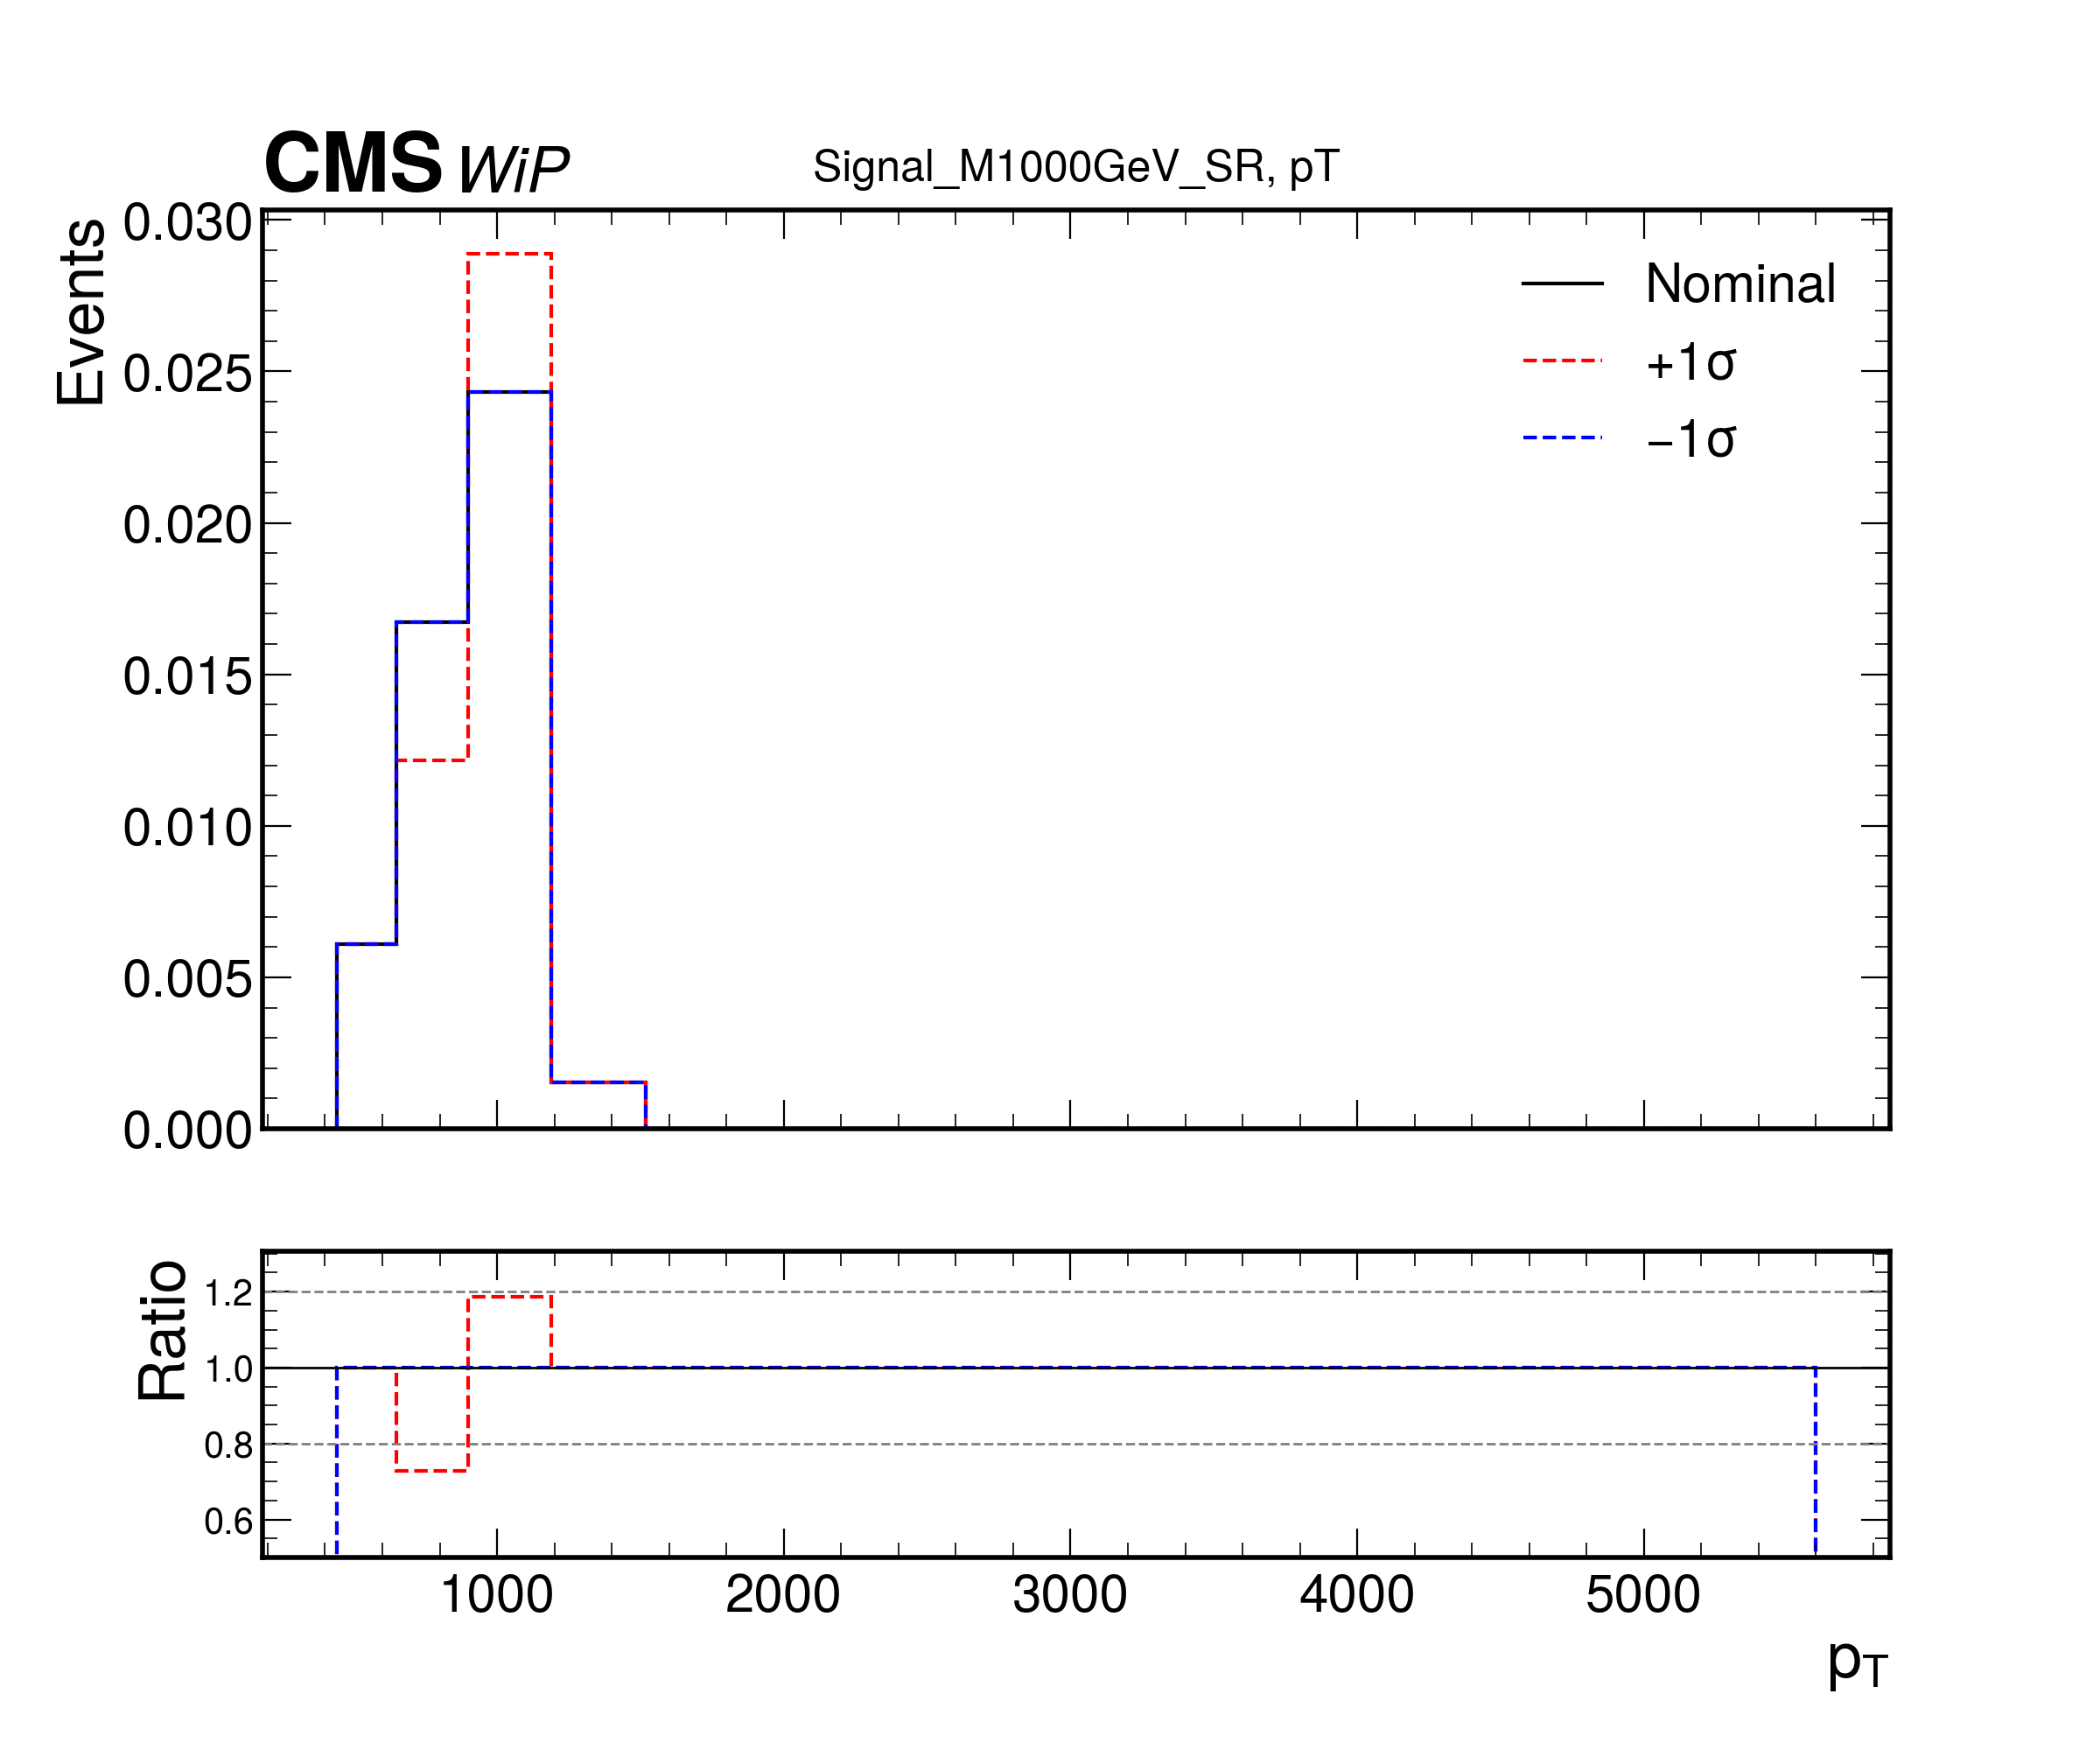 CMS WiP
Signal_M1000GeV_SR, pT
Events
0.030
0.025
0.020
0.015
0.010
0.005
0.000
Nominal
+1σ
−1σ
Ratio
1.2
1.0
0.8
0.6
1000 2000 3000 4000 5000
pT